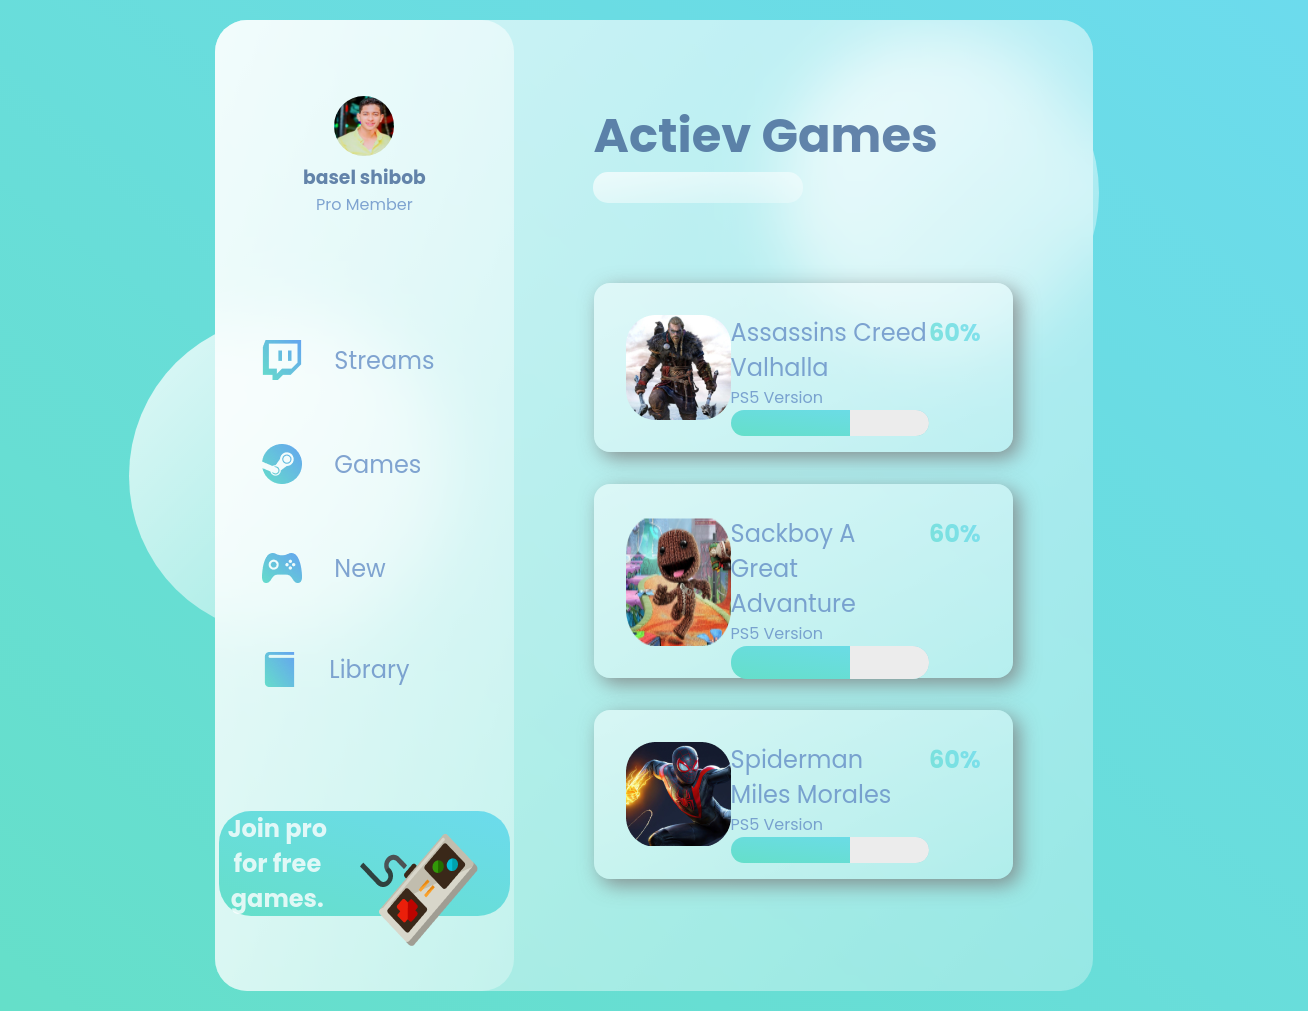 basel shibob
Pro Member
Streams
Games
New
Library
Join pro
for free
games.
Actiev Games
Assassins Creed 60%
Valhalla
PS5 Version
Sackboy A 60%
Great
Advanture
PS5 Version
Spiderman 60%
Miles Morales
PS5 Version